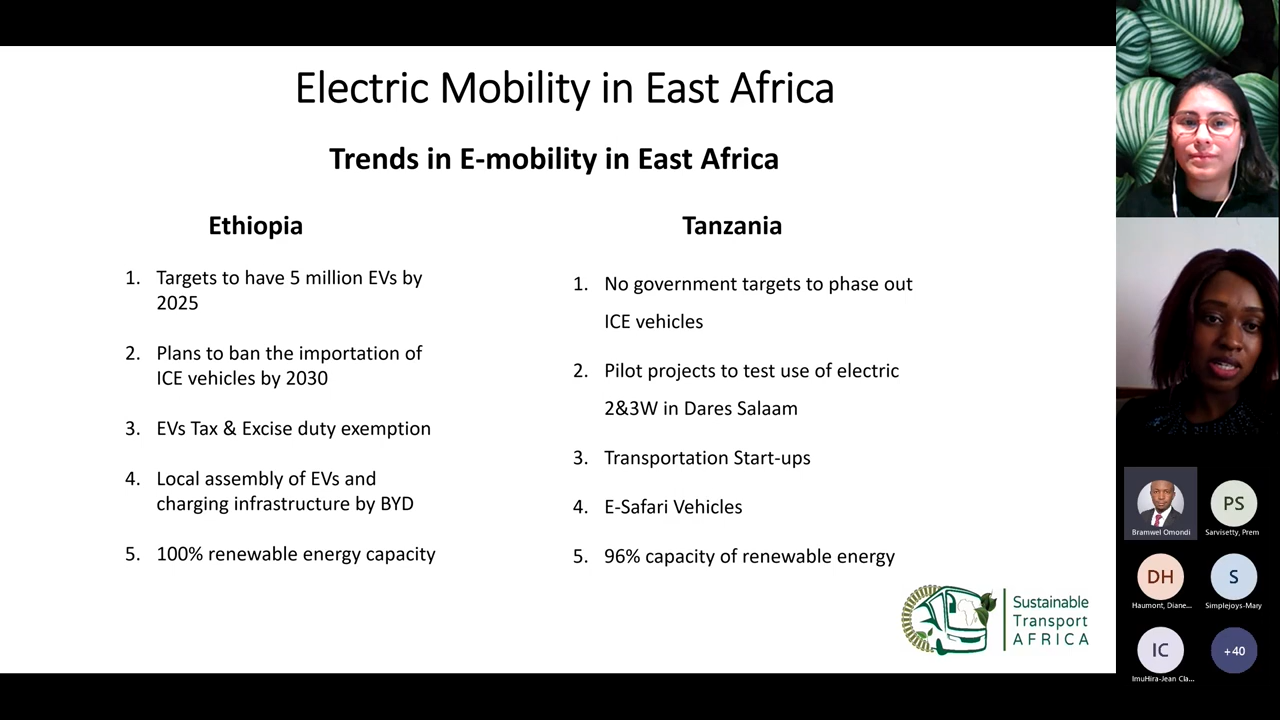 Electric Mobility in East Africa
Trends in E-mobility in East Africa
Ethiopia
1. Targets to have 5 million EVs by
2025
2. Plans to ban the importation of
ICE vehicles by 2030
3. EVs Tax & Excise duty exemption
4. Local assembly of EVs and
charging infrastructure by BYD
5. 100% renewable energy capacity
Tanzania
1. No government targets to phase out
ICE vehicles
2. Pilot projects to test use of electric
2&3W in Dares Salaam
3. Transportation Start-ups
4. E-Safari Vehicles
5. 96% capacity of renewable energy
Sustainable
Transport
AFRICA
Bramwel Omondi
PS
Sarvisetty, Prem
DH
Haumont, Diane...
S
Simplejoys-Mary
IC
ImuHira-Jean Cla...
+40